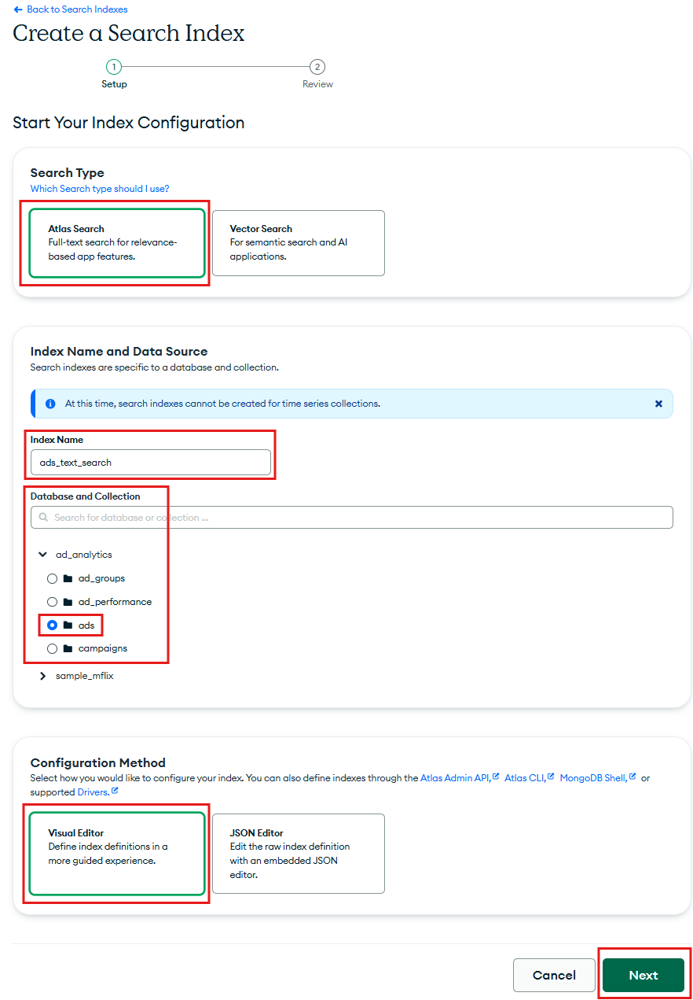 Back to Search Indexes
Create a Search Index
1
2
Setup
Review
Start Your Index Configuration
Search Type
Which Search type should I use?
Atlas Search
Full-text search for relevance-
based app features.
Vector Search
For semantic search and AI
applications.
Index Name and Data Source
Search indexes are specific to a database and collection.
At this time, search indexes cannot be created for time series collections.
Index Name
ads_text_search
Database and Collection
Search for database or collection ...
ad_analytics
ad_groups
ad_performance
ads
campaigns
sample_mflix
Configuration Method
Select how you would like to configure your index. You can also define indexes through the Atlas Admin API, Atlas CLI, MongoDB Shell, or
supported Drivers.
Visual Editor
Define index definitions in a
more guided experience.
JSON Editor
Edit the raw index definition
with an embedded JSON
editor.
Cancel
Next